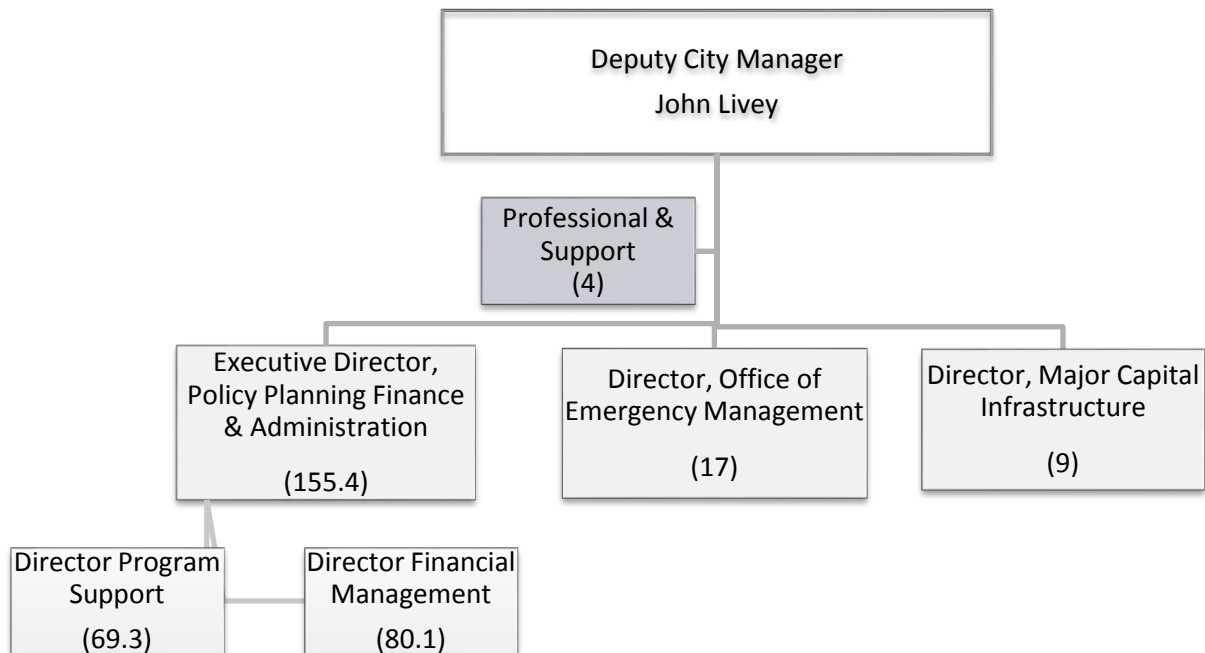 Deputy City Manager
John Livey
Professional &
Support
(4)
Executive Director,
Policy Planning Finance
& Administration
(155.4)
Director, Office of
Emergency Management
(17)
Director, Major Capital
Infrastructure
(9)
Director Program
Support
(69.3)
Director Financial
Management
(80.1)